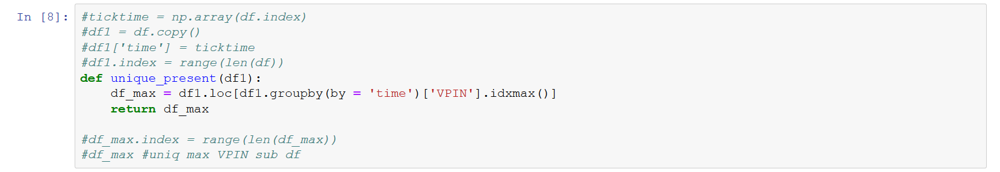 In [8]:
#ticktime = np.array(df.index)
#df1 = df.copy()
#df1['time'] = ticktime
#df1.index = range(len(df))
def unique_present(df1):
    df_max = df1.loc[df1.groupby(by = 'time')['VPIN'].idxmax()]
    return df_max

#df_max.index = range(len(df_max))
#df_max #uniq max VPIN sub df